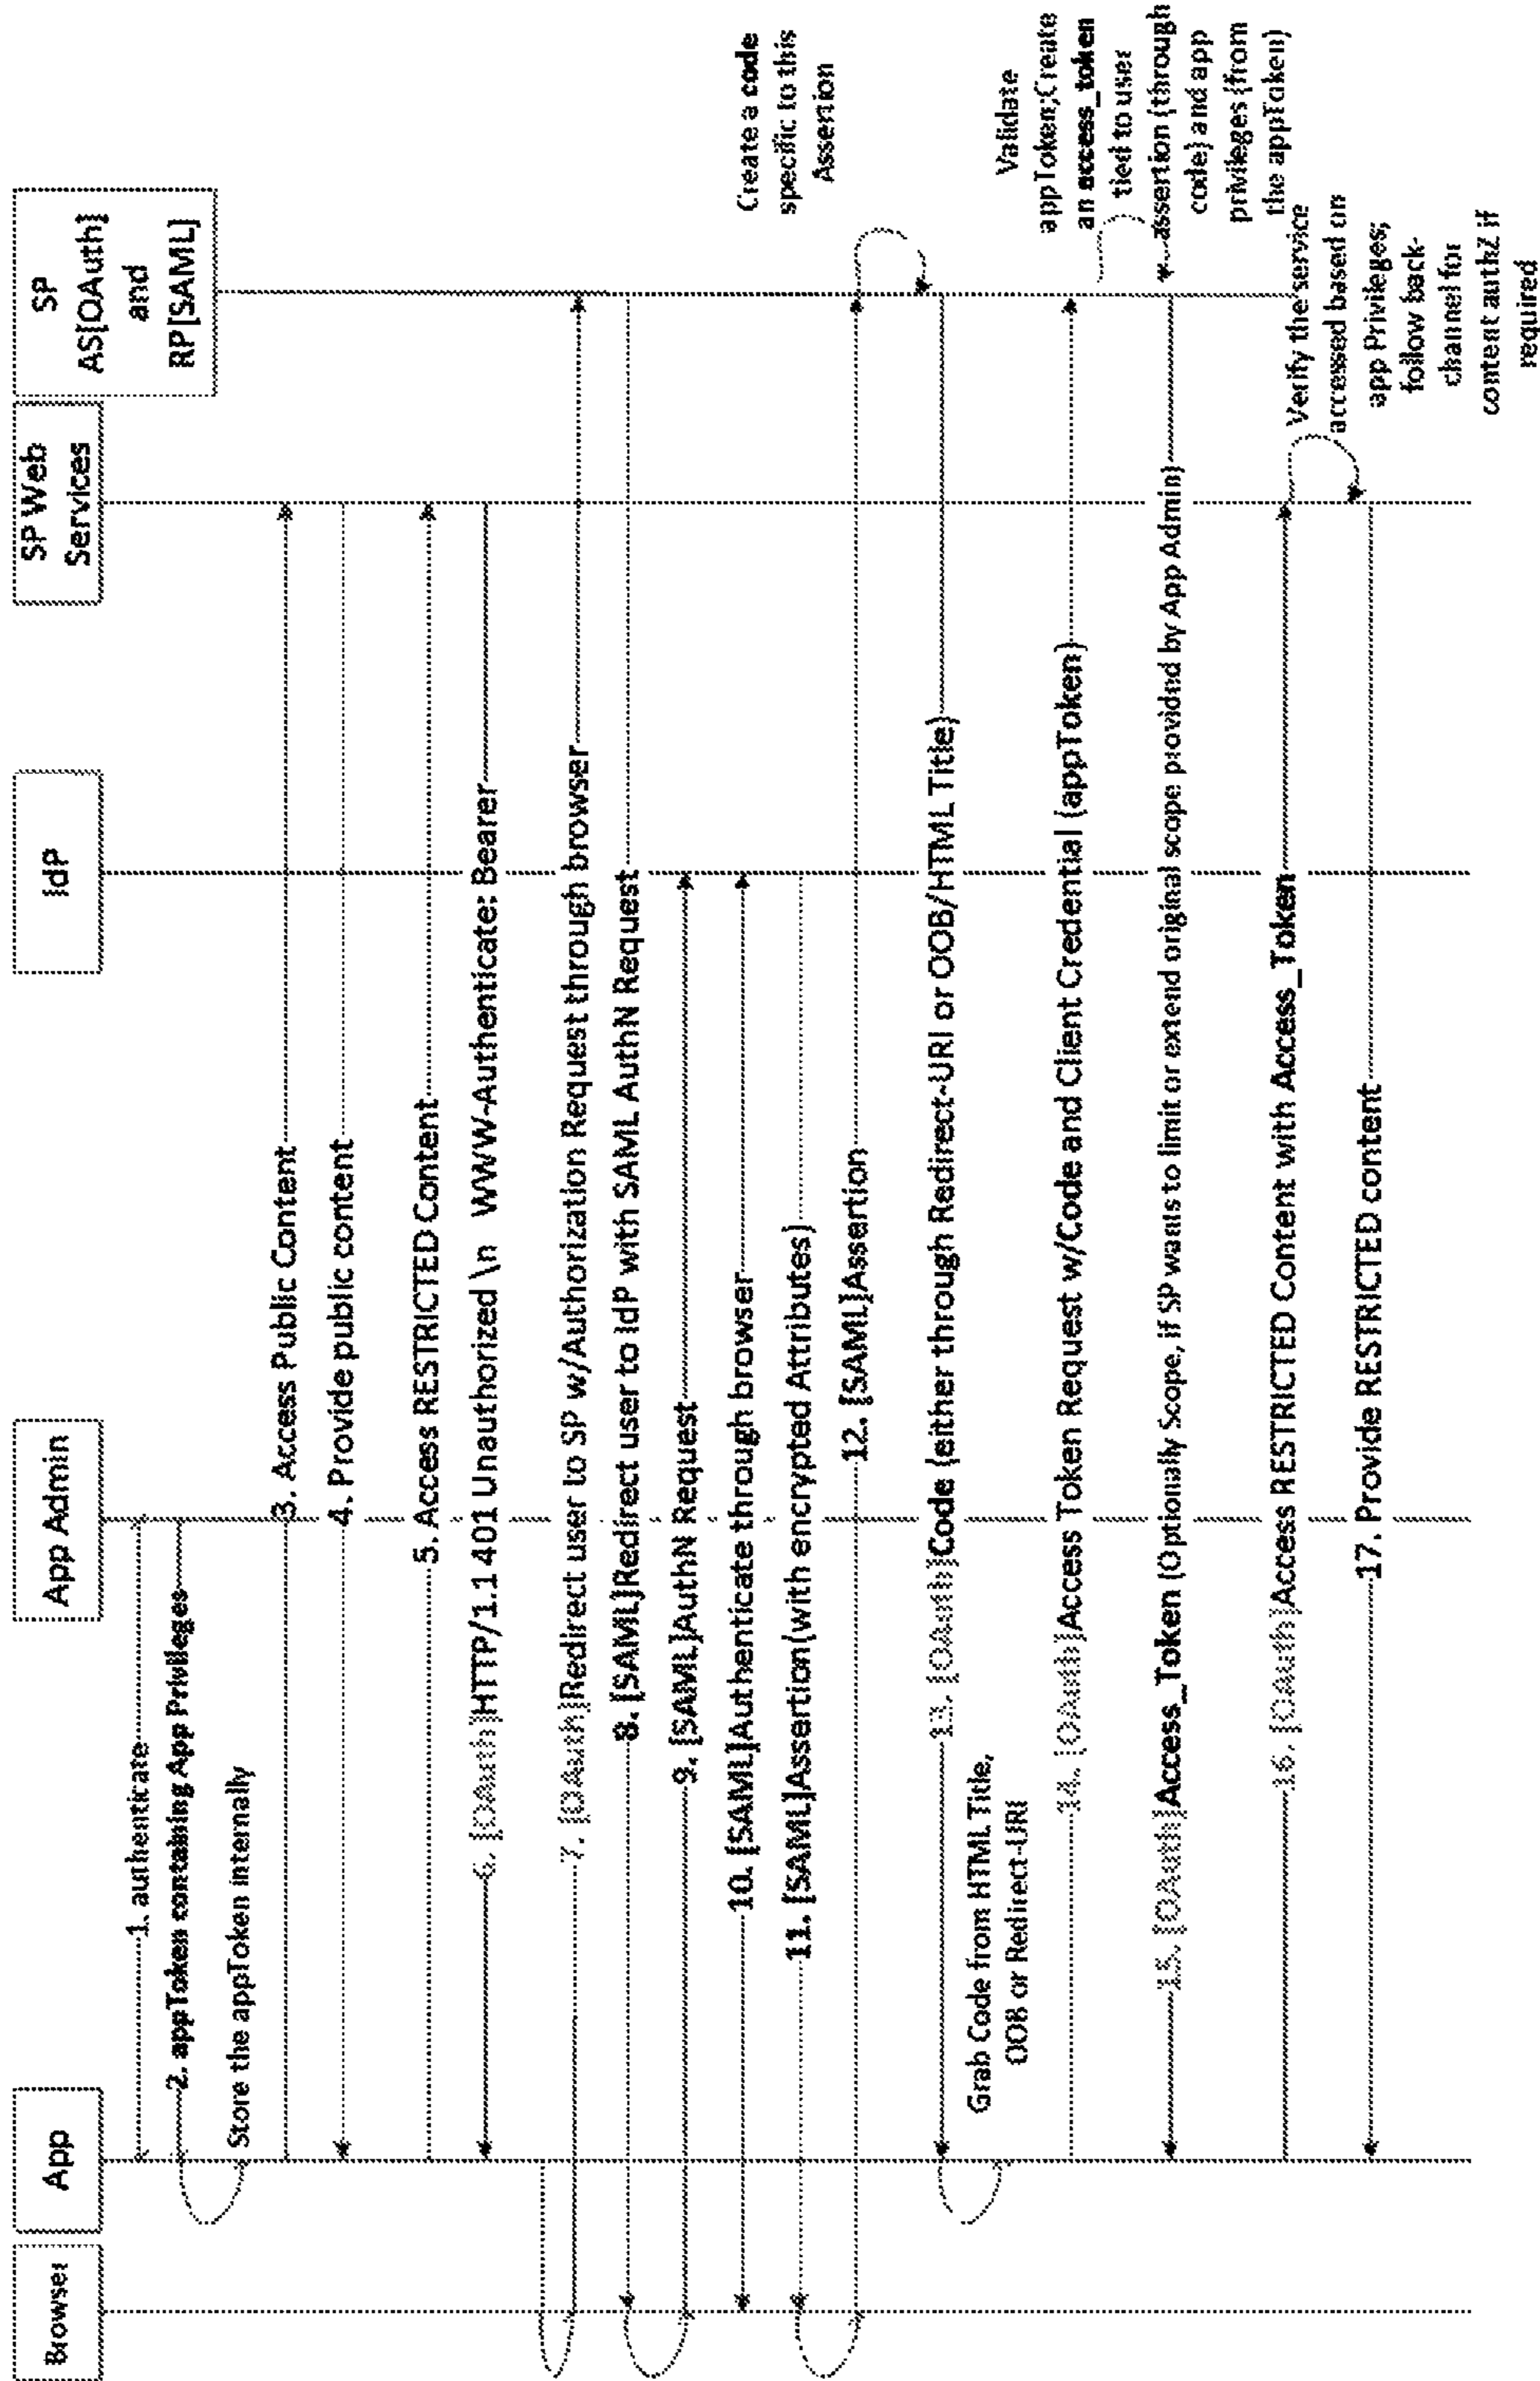 Browser
App
App Admin
IdP
SP Web
Services
SP
AS[OAuth]
and
RP[SAML]
1. authenticate
2. appToken containing App Privileges
Store the appToken internally
3. Access Public Content
4. Provide public content
5. Access RESTRICTED Content
6. [OAuth]HTTP/1.1 401 Unauthorized \n WWW-Authenticate: Bearer
7. [OAuth]Redirect user to SP w/Authorization Request through browser
8. [SAML]Redirect user to IdP with SAML AuthN Request
9. [SAML]AuthN Request
10. [SAML]Authenticate through browser
11. [SAML]Assertion(with encrypted Attributes)
12. [SAML]Assertion
Create a code
specific to this
Assertion
13. [OAuth]Code (either through Redirect-URI or OOB/HTML Title)
Grab Code from HTML Title,
OOB or Redirect-URI
14. [OAuth]Access Token Request w/Code and Client Credential (appToken)
Validate
appToken;Create
an access_token
tied to user
assertion (through
code) and app
privileges (from
the appToken)
15. [OAuth]Access_Token (Optionally Scope, if SP wants to limit or extend original scope provided by App Admin)
16. [OAuth]Access RESTRICTED Content with Access_Token
Verify the service
accessed based on
app Privileges;
follow back-
channel for
content authZ if
required
17. Provide RESTRICTED content